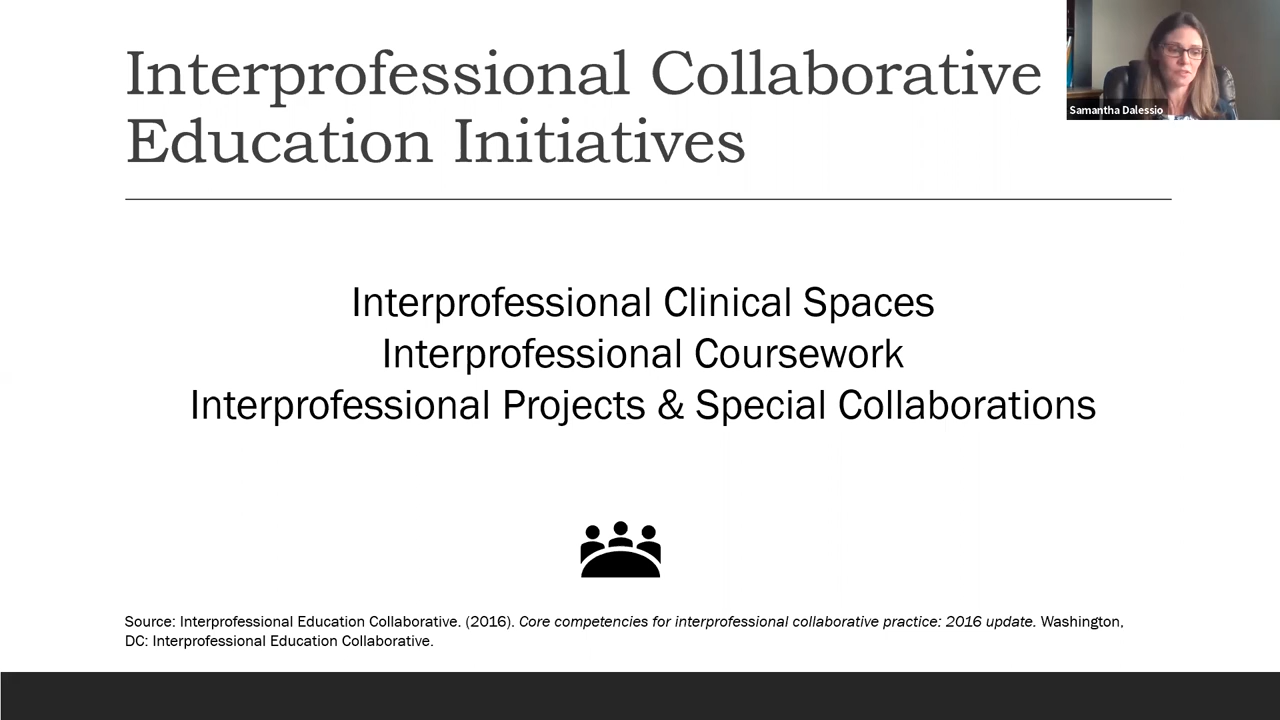 Interprofessional Collaborative
Education Initiatives
Samantha Dalessio
Interprofessional Clinical Spaces
Interprofessional Coursework
Interprofessional Projects & Special Collaborations
Source: Interprofessional Education Collaborative. (2016). Core competencies for interprofessional collaborative practice: 2016 update. Washington,
DC: Interprofessional Education Collaborative.